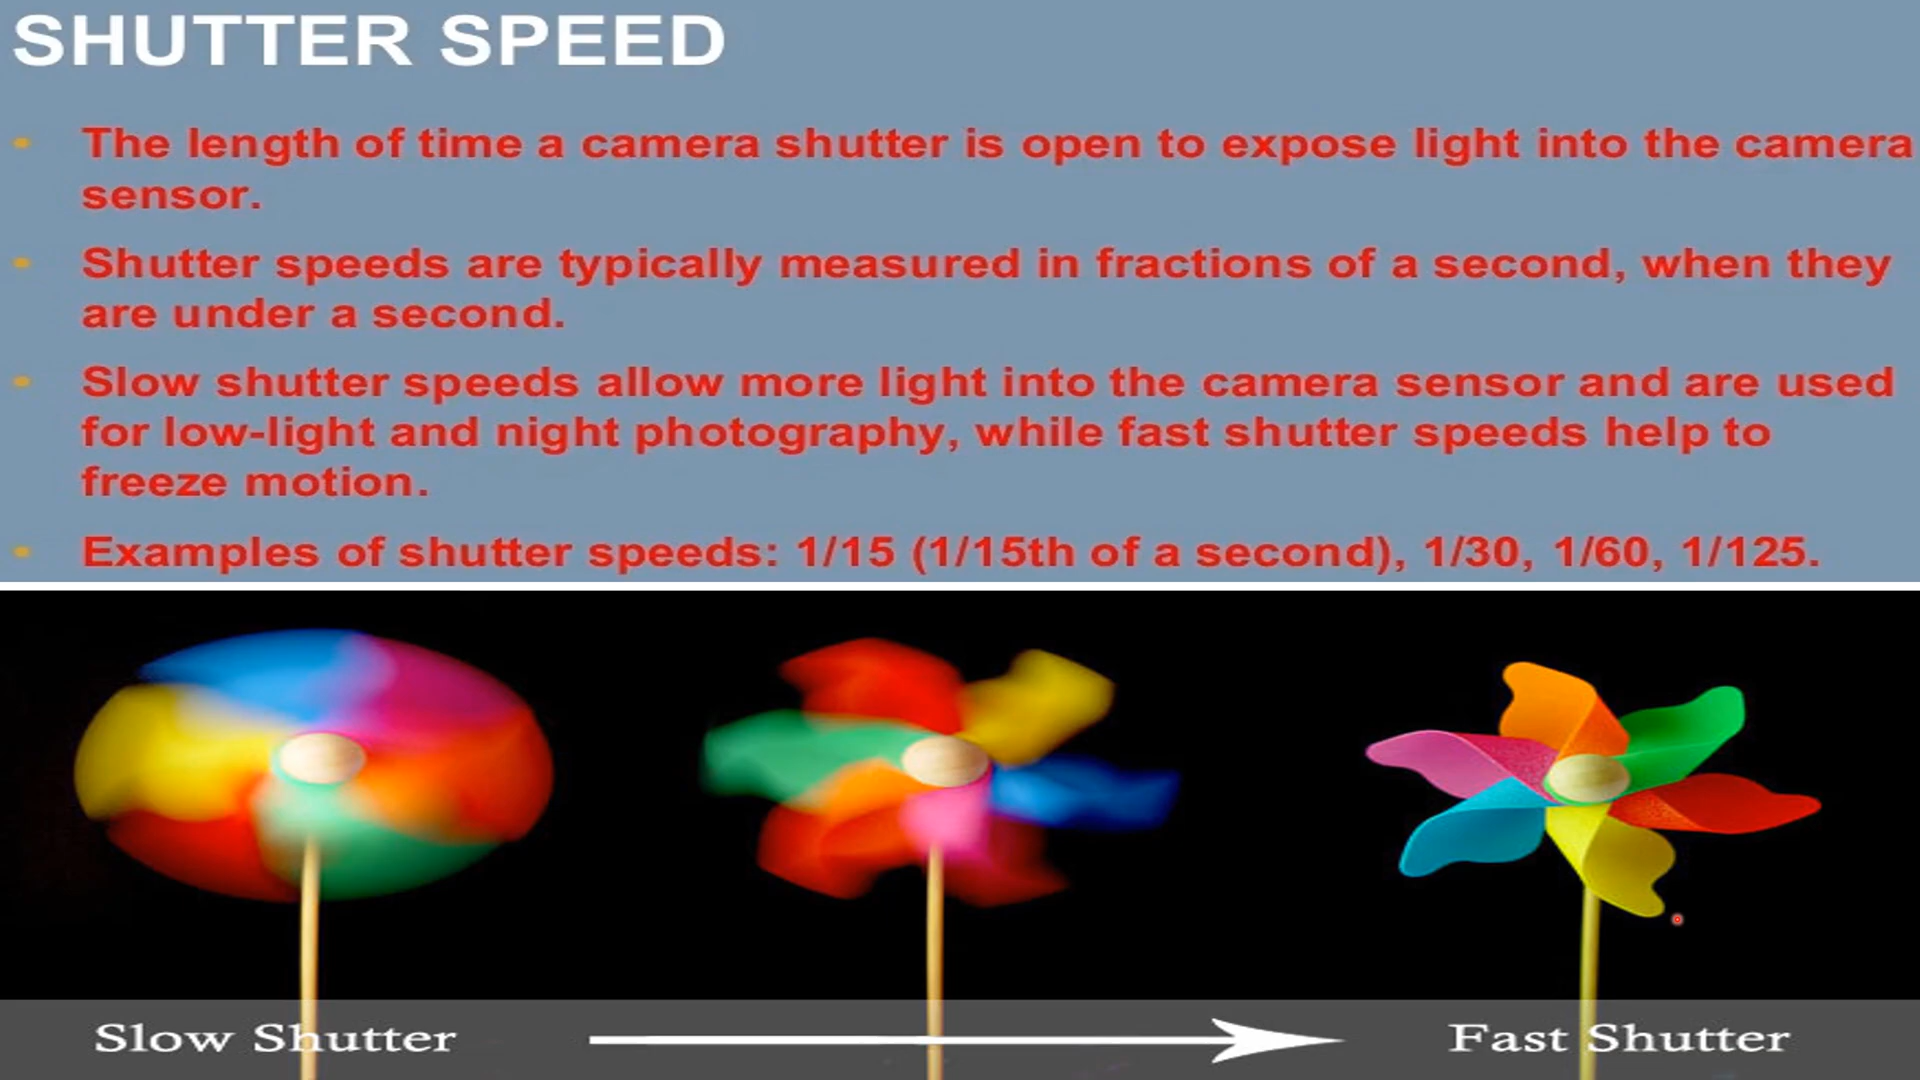 SHUTTER SPEED
• The length of time a camera shutter is open to expose light into the camera
sensor.
• Shutter speeds are typically measured in fractions of a second, when they
are under a second.
• Slow shutter speeds allow more light into the camera sensor and are used
for low-light and night photography, while fast shutter speeds help to
freeze motion.
• Examples of shutter speeds: 1/15 (1/15th of a second), 1/30, 1/60, 1/125.
Slow Shutter
Fast Shutter